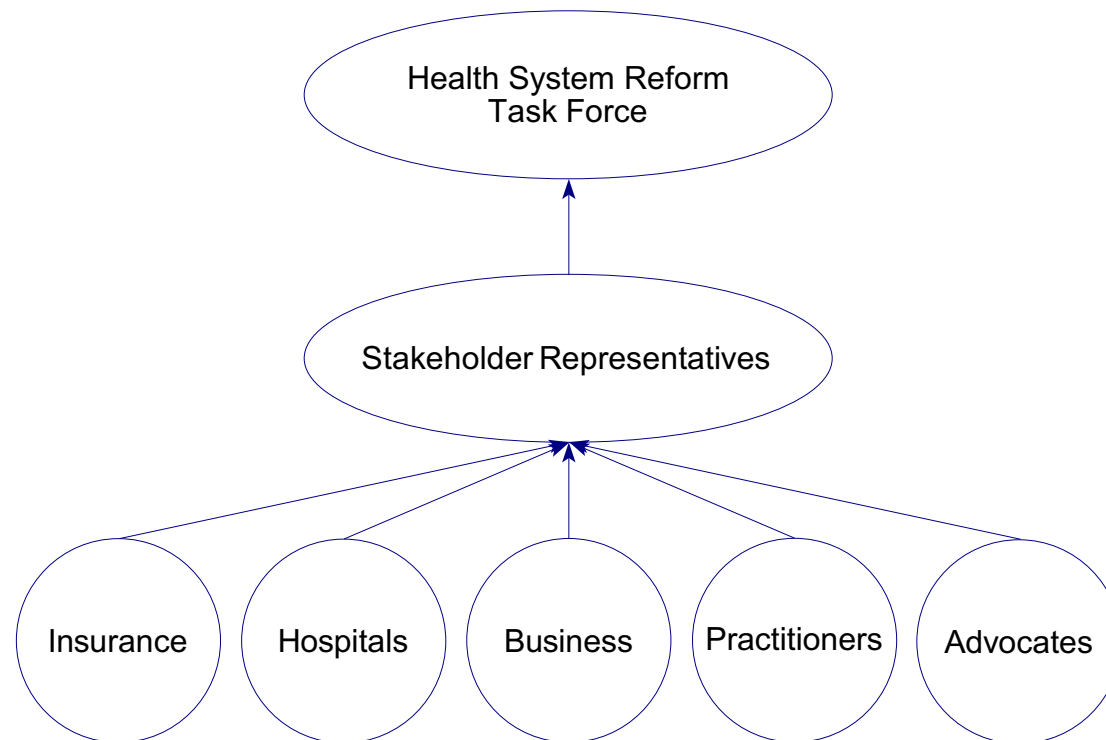 Health System Reform
Task Force
Stakeholder Representatives
Insurance
Hospitals
Business
Practitioners
Advocates